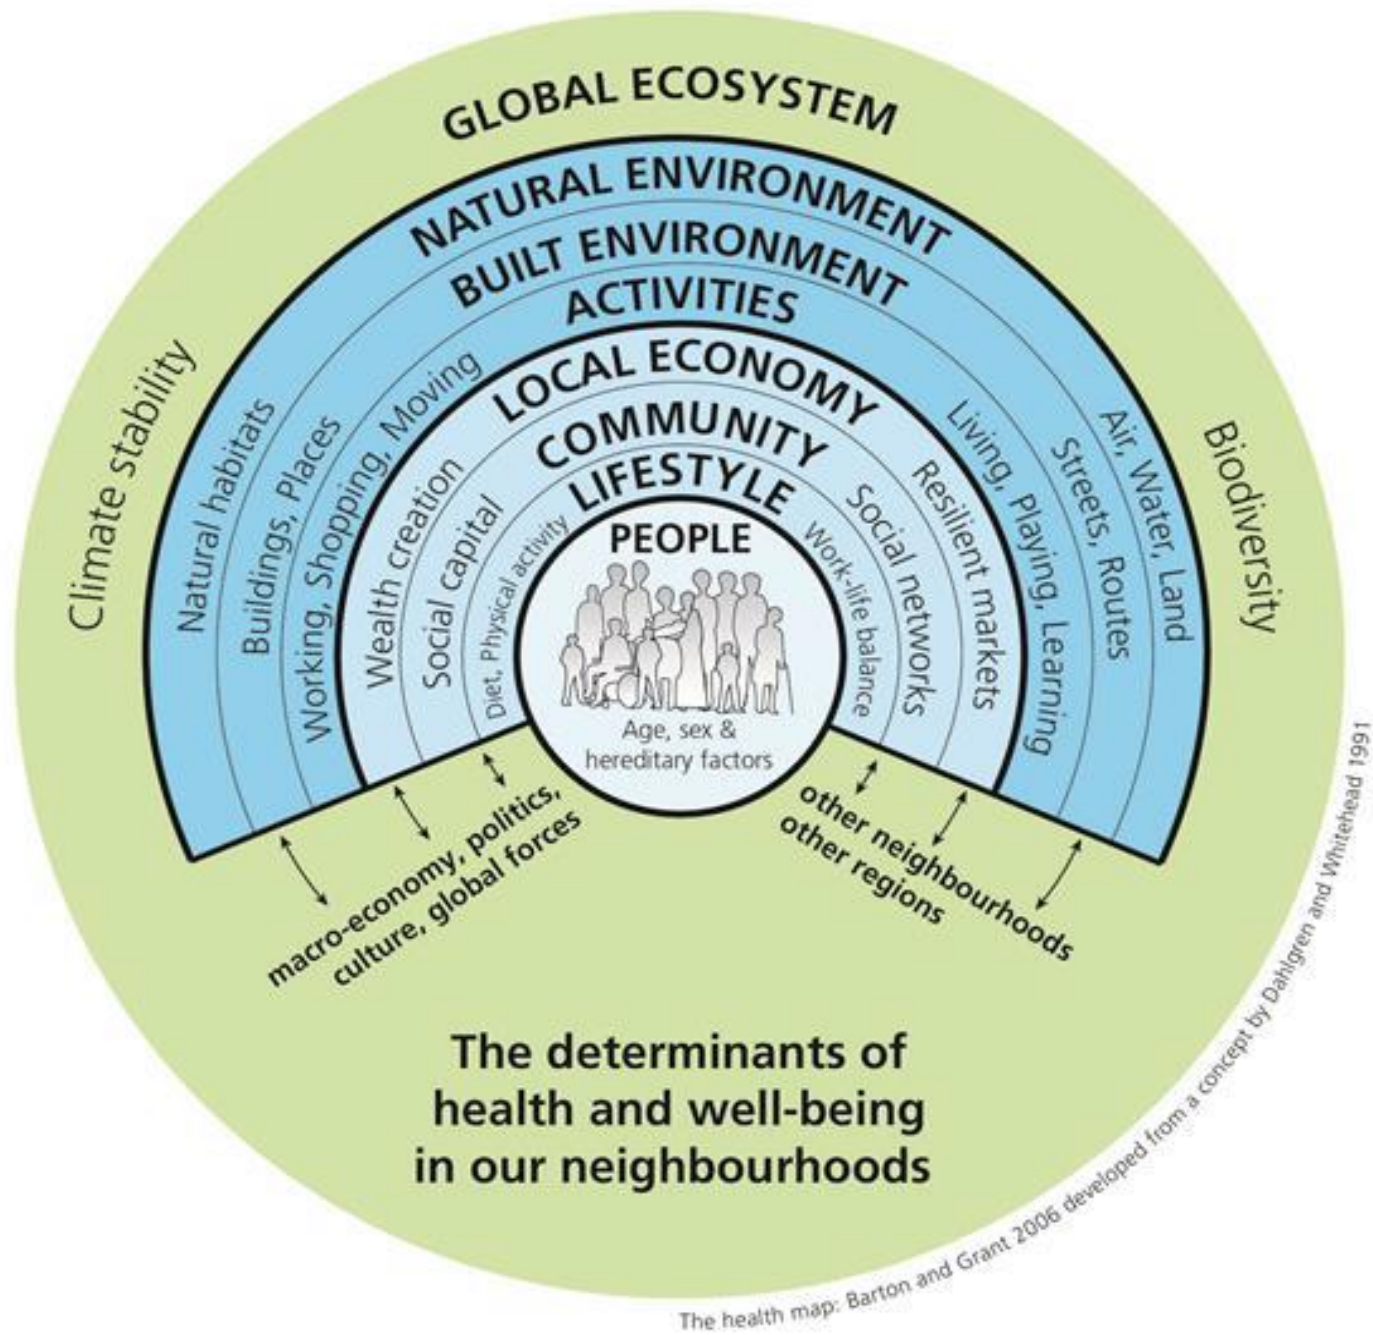 GLOBAL ECOSYSTEM
NATURAL ENVIRONMENT
BUILT ENVIRONMENT
ACTIVITIES
LOCAL ECONOMY
COMMUNITY
LIFESTYLE
PEOPLE
Age, sex &
hereditary factors
Climate stability
Natural habitats
Buildings, Places
Working, Shopping, Moving
Wealth creation
Social capital
Diet, Physical activity
Work-life balance
Social networks
Resilient markets
Living, Playing, Learning
Streets, Routes
Air, Water, Land
Biodiversity
macro-economy, politics,
culture, global forces
other neighbourhoods
other regions
The determinants of
health and well-being
in our neighbourhoods
The health map: Barton and Grant 2006 developed from a concept by Dahlgren and Whitehead 1991